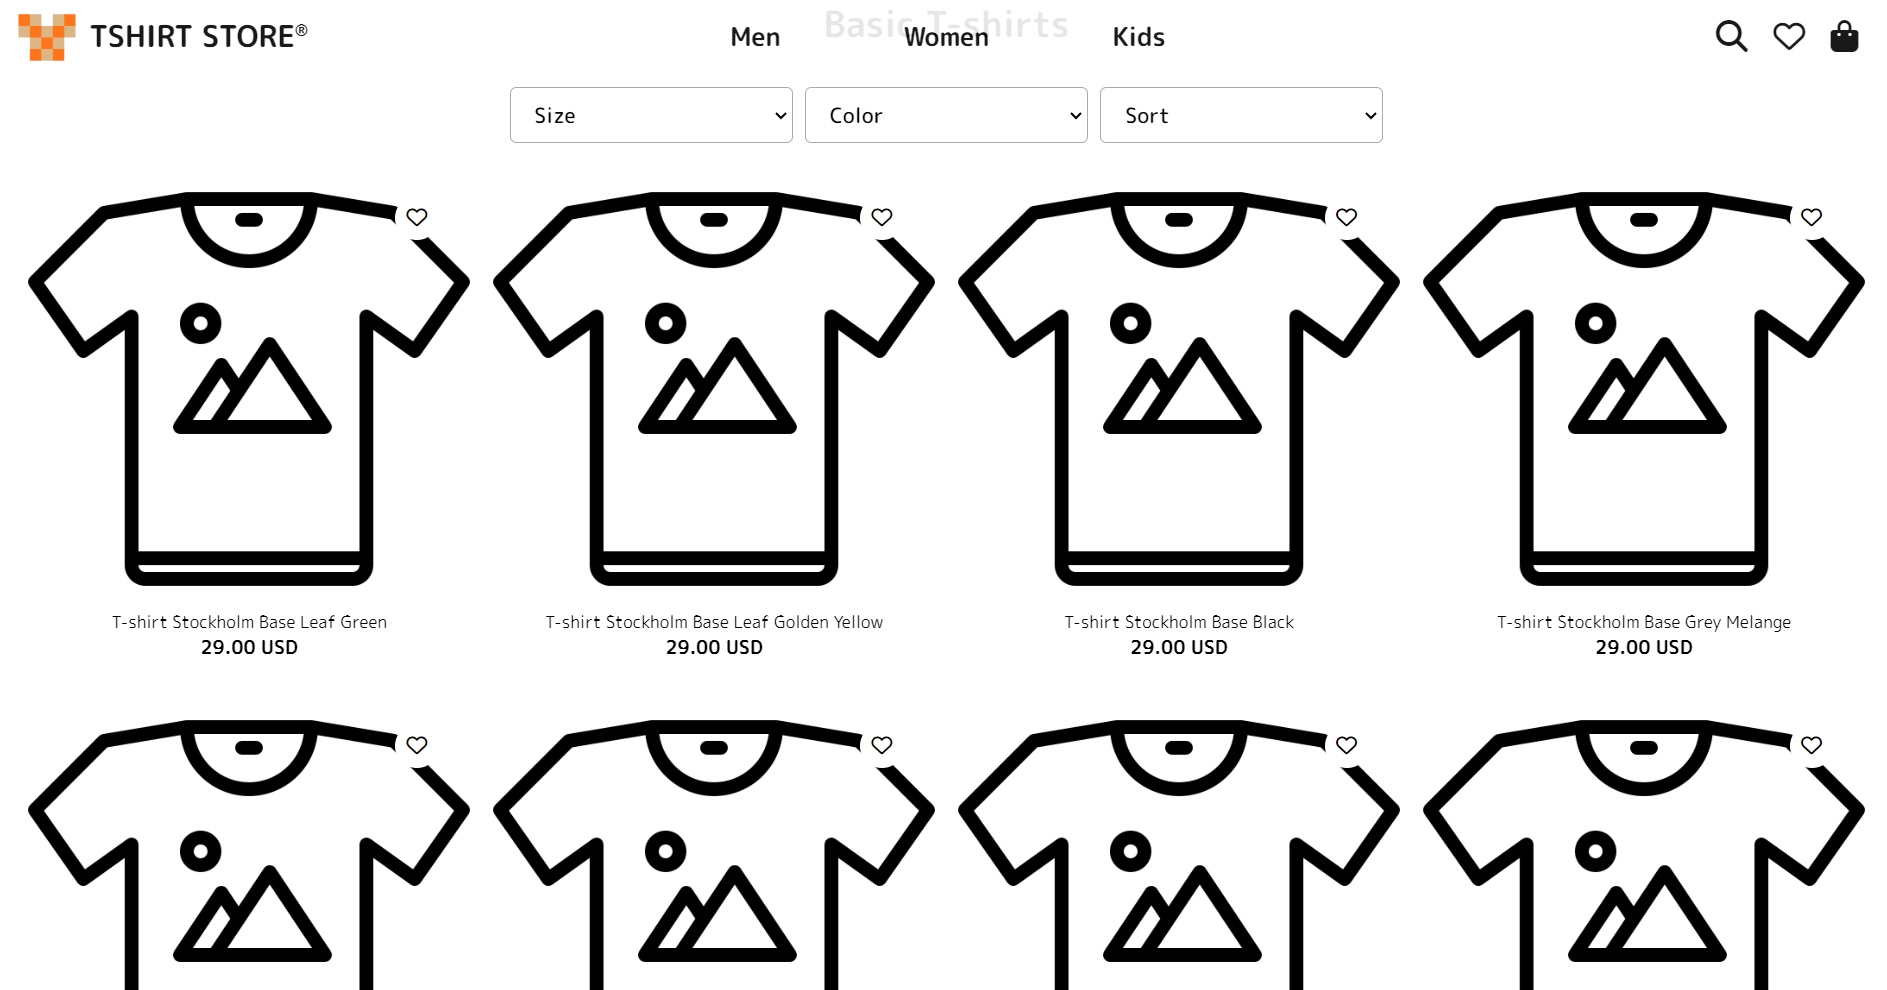 Basic T-shirts
TSHIRT STORE®
Men
Women
Kids
Size
Color
Sort
T-shirt Stockholm Base Leaf Green
29.00 USD
T-shirt Stockholm Base Leaf Golden Yellow
29.00 USD
T-shirt Stockholm Base Black
29.00 USD
T-shirt Stockholm Base Grey Melange
29.00 USD